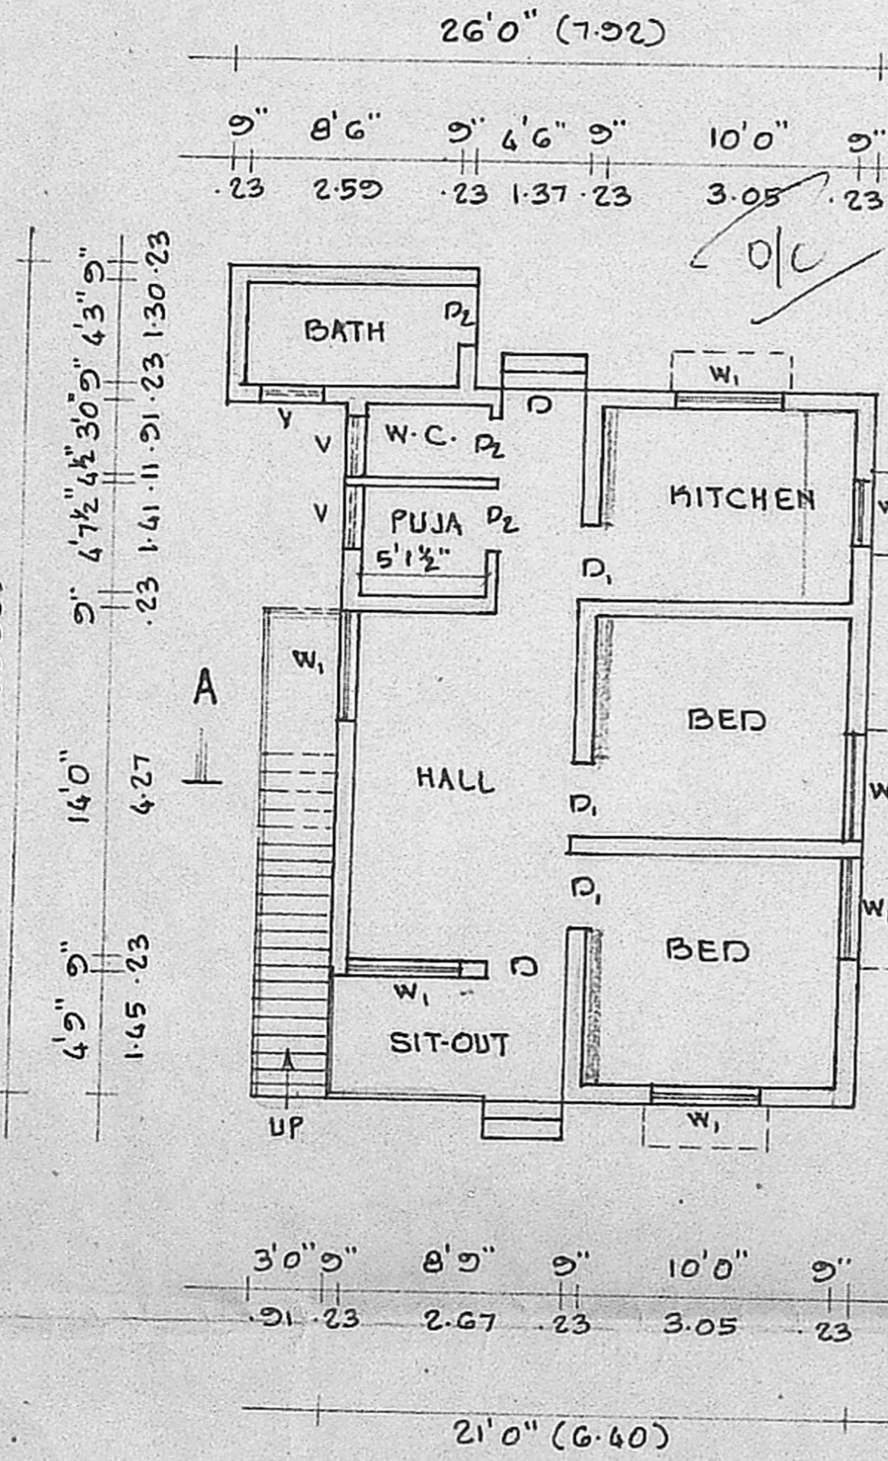 26'0" (7.92)
9" 8'6" 9" 4'6" 9" 10'0" 9"
.23 2.59 .23 1.37 .23 3.05 .23
O/C
9" 4'3" 9" 3'0" 4½" 4'7½" 9" 14'0" 9" 4'9"
.23 1.30 .23 .91 .11 1.41 .23 4.27 .23 1.45
BATH D2
W1
D
V
V W.C. D2
KITCHEN
V PUJA D2
5'1½"
D1
W1
A
BED
HALL
W
D1
D1
W1
BED
D
W1
SIT-OUT
UP
W1
3'0" 9" 8'9" 9" 10'0" 9"
.91 .23 2.67 .23 3.05 .23
21'0" (6.40)